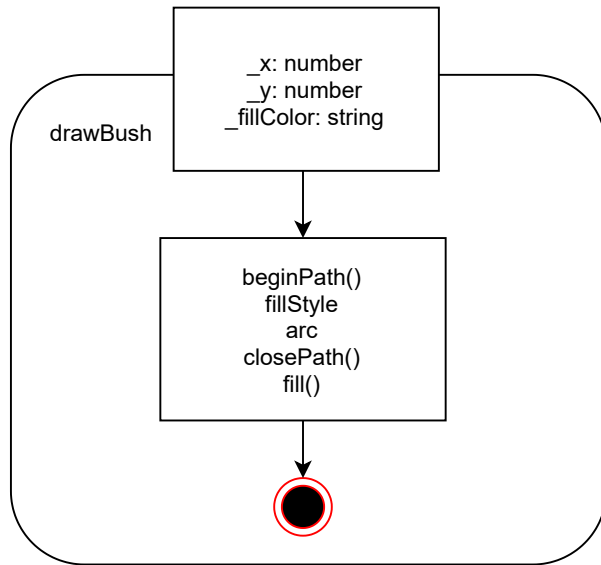 _x: number
_y: number
_fillColor: string
drawBush
beginPath()
fillStyle
arc
closePath()
fill()